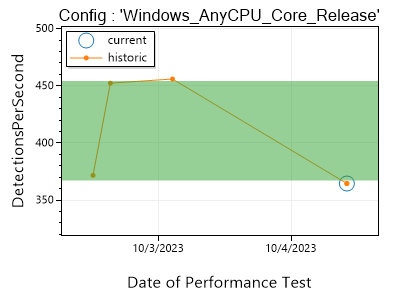 Config : 'Windows_AnyCPU_Core_Release'
current
historic
DetectionsPerSecond
500
450
400
350
10/3/2023
10/4/2023
Date of Performance Test